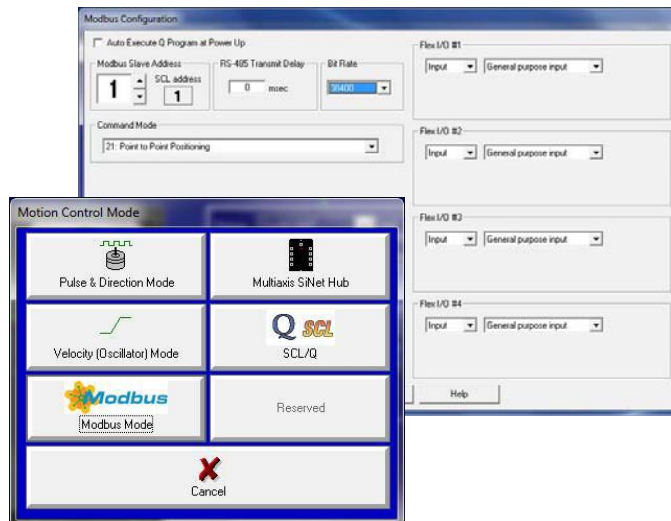 Modbus Configuration
Auto Execute Q Program at Power Up
Modbus Slave Address
1
SCL address
1
RS-485 Transmit Delay
0 msec
Bit Rate
38400
Command Mode
21: Point to Point Positioning
Flex I/O #1
Input General purpose input
Flex I/O #2
Input General purpose input
Flex I/O #3
Input General purpose input
Flex I/O #4
Input General purpose input
Help
Motion Control Mode
Pulse & Direction Mode
Multiaxis SiNet Hub
Velocity (Oscillator) Mode
Q SCL
SCL/Q
Modbus
Modbus Mode
Reserved
Cancel